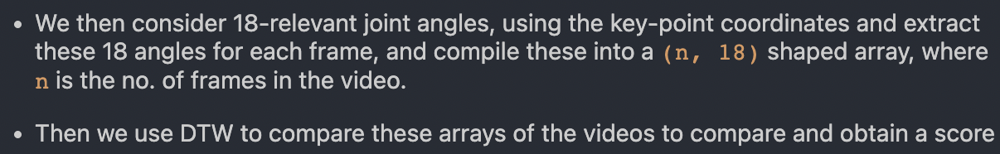 • We then consider 18-relevant joint angles, using the key-point coordinates and extract
these 18 angles for each frame, and compile these into a (n, 18) shaped array, where
n is the no. of frames in the video.
• Then we use DTW to compare these arrays of the videos to compare and obtain a score